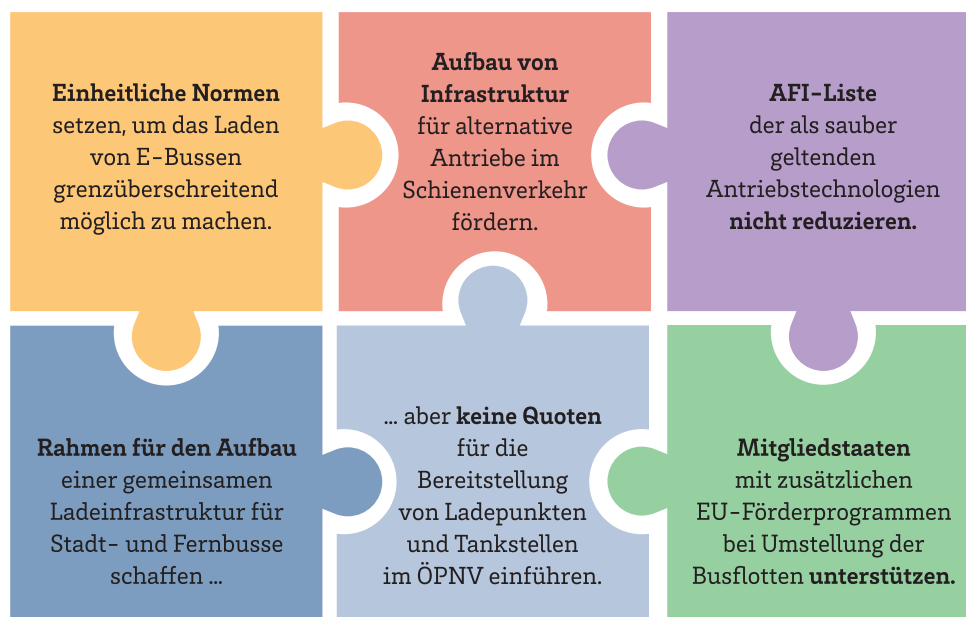 Einheitliche Normen
setzen, um das Laden
von E-Bussen
grenzüberschreitend
möglich zu machen.
Aufbau von
Infrastruktur
für alternative
Antriebe im
Schienenverkehr
fördern.
AFI-Liste
der als sauber
geltenden
Antriebstechnologien
nicht reduzieren.
Rahmen für den Aufbau
einer gemeinsamen
Ladeinfrastruktur für
Stadt- und Fernbusse
schaffen ...
... aber keine Quoten
für die
Bereitstellung
von Ladepunkten
und Tankstellen
im ÖPNV einführen.
Mitgliedstaaten
mit zusätzlichen
EU-Förderprogrammen
bei Umstellung der
Busflotten unterstützen.